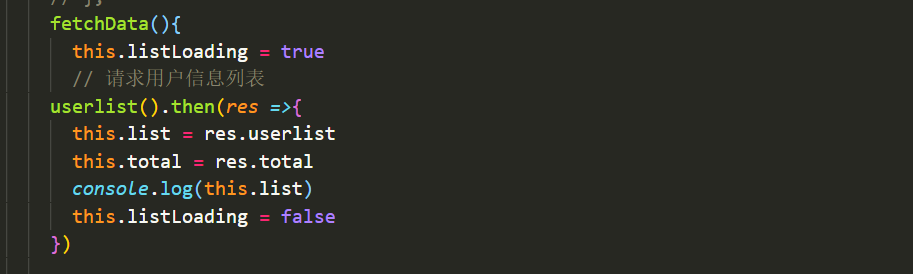 // }}
fetchData(){
this.listLoading = true
// 请求用户信息列表
userlist().then(res =>{
this.list = res.userlist
this.total = res.total
console.log(this.list)
this.listLoading = false
})